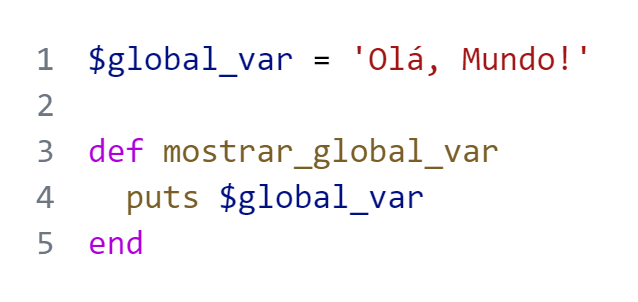 1 $global_var = 'Olá, Mundo!'
2
3 def mostrar_global_var
4   puts $global_var
5 end